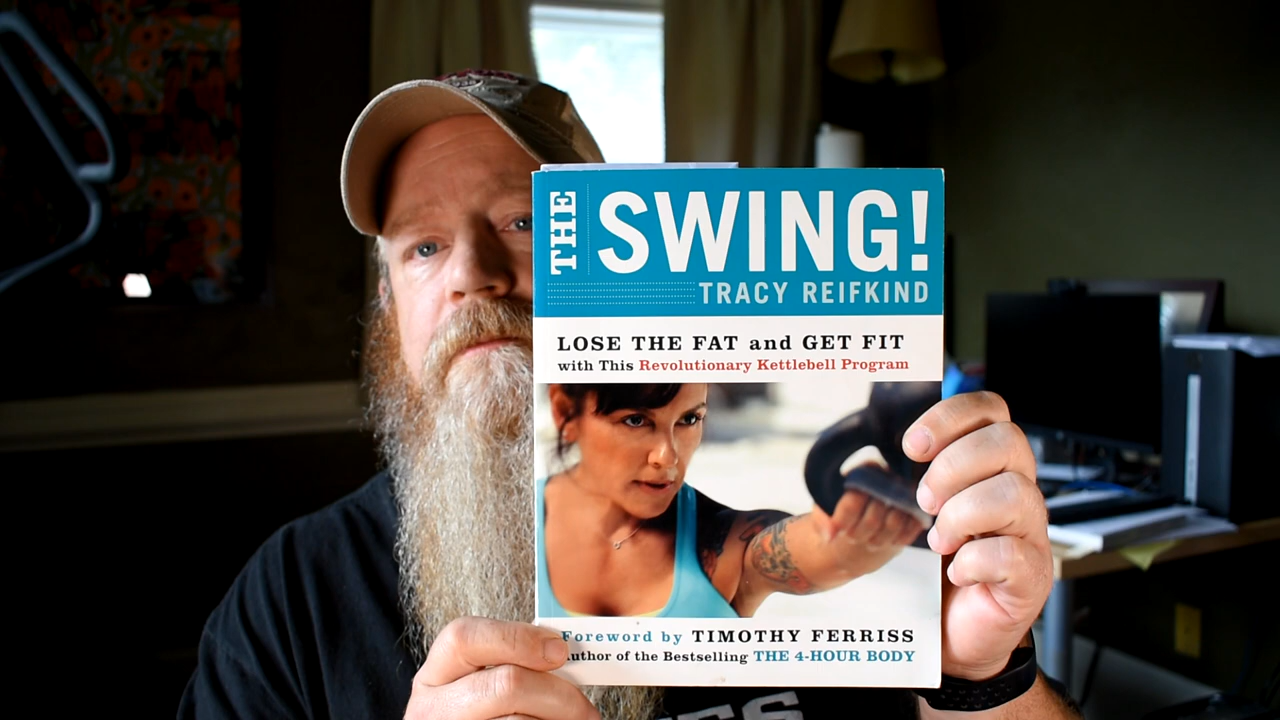 THE SWING!
TRACY REIFKIND
LOSE THE FAT and GET FIT
with This Revolutionary Kettlebell Program
Foreword by TIMOTHY FERRISS
Author of the Bestselling THE 4-HOUR BODY